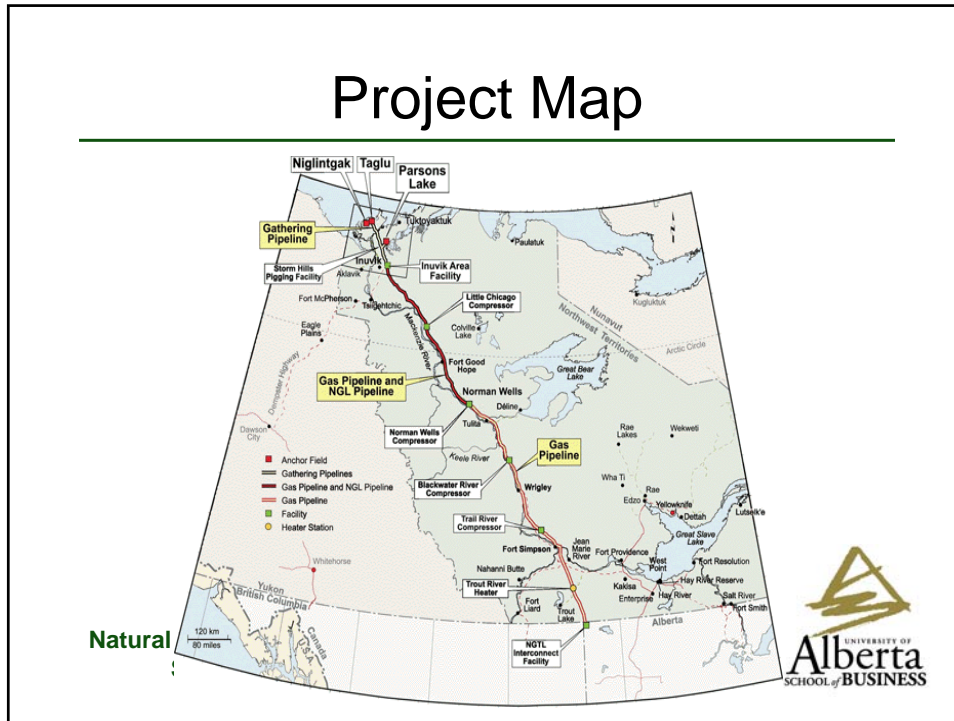 Project Map
Niglintgak
Taglu
Parsons
Lake
Gathering
Pipeline
Tuktoyaktuk
Paulatuk
Storm Hills
Pigging Facility
Inuvik
Aklavik
Inuvik Area
Facility
Kugluktuk
Fort McPherson
Tsiigehtchic
Little Chicago
Compressor
Nunavut
Northwest Territories
Eagle
Plains
Mackenzie River
Colville
Lake
Arctic Circle
Dempster Highway
Fort Good
Hope
Great Bear
Lake
Gas Pipeline and
NGL Pipeline
Norman Wells
Déline
Dawson
City
Norman Wells
Compressor
Tulita
Rae
Lakes
Wekweti
Keele River
Gas
Pipeline
Anchor Field
Gathering Pipelines
Gas Pipeline and NGL Pipeline
Gas Pipeline
Facility
Heater Station
Blackwater River
Compressor
Wrigley
Wha Ti
Rae
Edzo
Yellowknife
Dettah
Lutselk'e
Trail River
Compressor
Great Slave
Lake
Fort Simpson
Jean
Marie
River
Fort Providence
West
Point
Fort Resolution
Whitehorse
Nahanni Butte
Kakisa
Hay River Reserve
Trout River
Heater
Enterprise
Hay River
Salt River
Fort Smith
Yukon
British Columbia
Fort
Liard
Trout
Lake
Alberta
Canada
U.S.A.
120 km
80 miles
NGTL
Interconnect
Facility
Natural
UNIVERSITY OF
Alberta
SCHOOL of BUSINESS